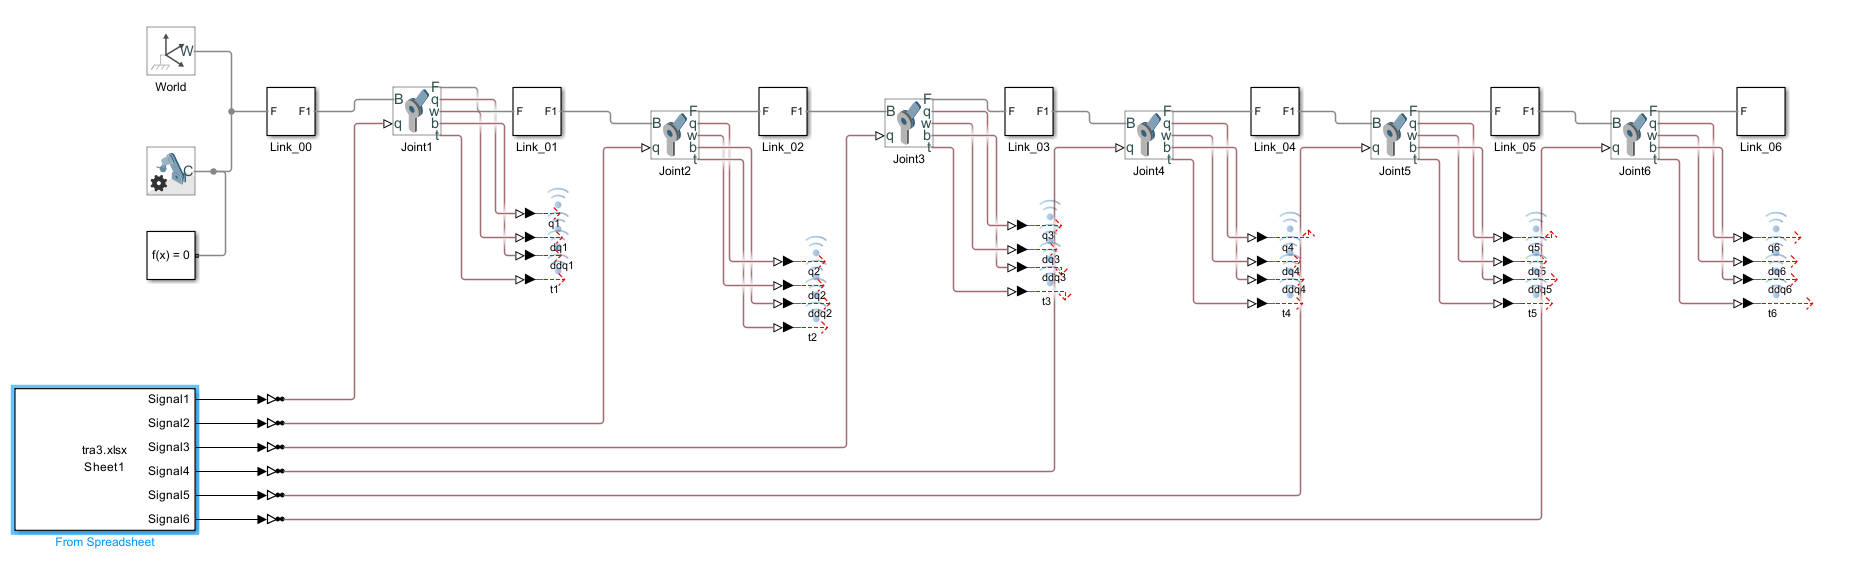 W
World
C
f(x) = 0
F F1
Link_00
B
q
F
q
w
b
t
Joint1
F F1
Link_01
q1
dq1
ddq1
t1
B
q
F
q
w
b
t
Joint2
F F1
Link_02
q2
dq2
ddq2
t2
B
q
F
q
w
b
t
Joint3
F F1
Link_03
q3
dq3
ddq3
t3
B
q
F
q
w
b
t
Joint4
F F1
Link_04
q4
dq4
ddq4
t4
B
q
F
q
w
b
t
Joint5
F F1
Link_05
q5
dq5
ddq5
t5
B
q
F
q
w
b
t
Joint6
F
Link_06
q6
dq6
ddq6
t6
tra3.xlsx
Sheet1
Signal1
Signal2
Signal3
Signal4
Signal5
Signal6
From Spreadsheet